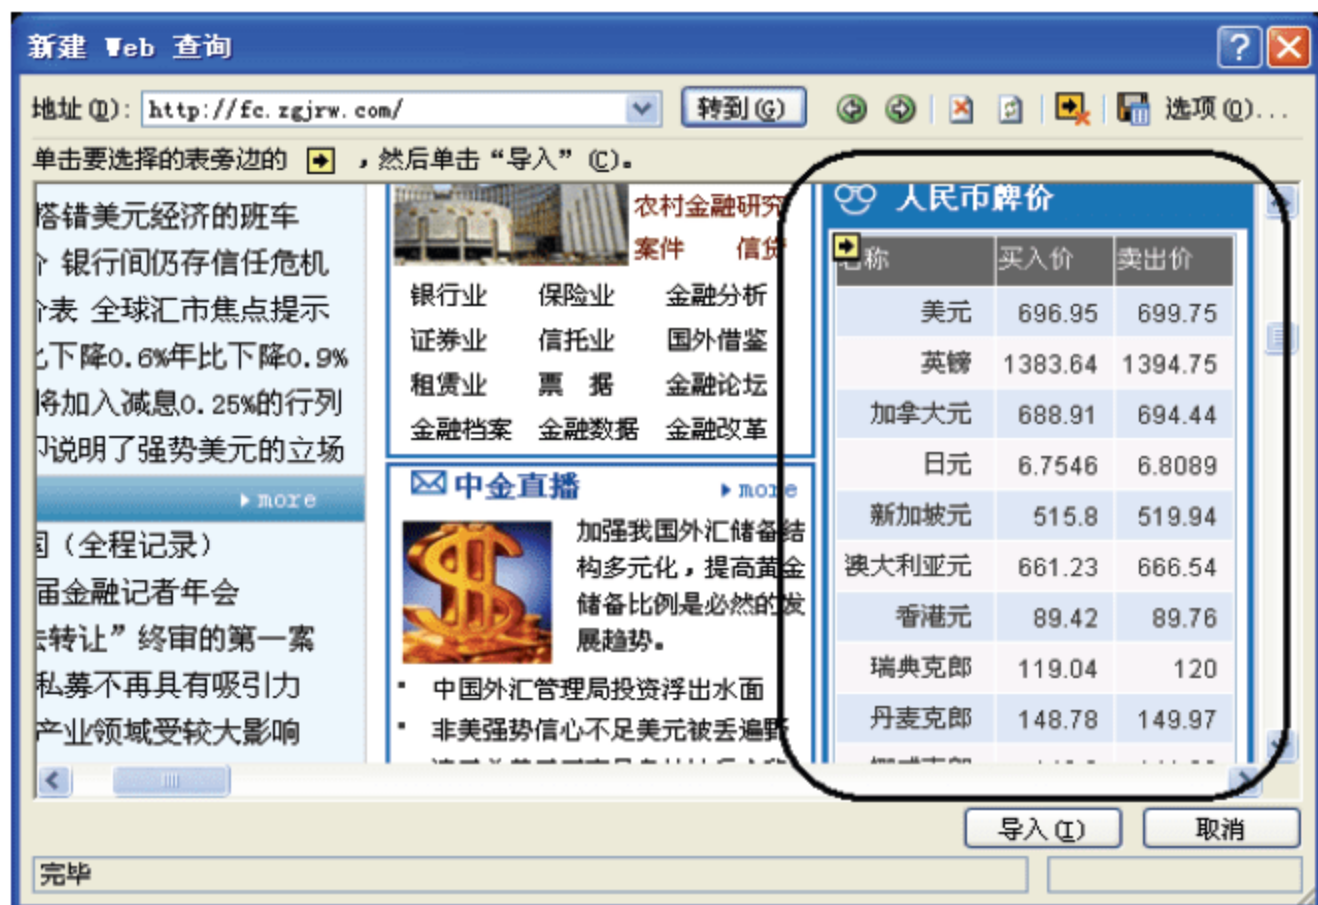 新建 Web 查询
地址(D): http://fc.zgjrw.com/ 转到(G) 选项(O)...
单击要选择的表旁边的 ，然后单击“导入”(C)。
搭错美元经济的班车
银行间仍存信任危机
表 全球汇市焦点提示
下降0.6%年比下降0.9%
将加入减息0.25%的行列
说明了强势美元的立场
more
（全程记录）
届金融记者年会
转让”终审的第一案
私募不再具有吸引力
产业领域受较大影响
农村金融研究
案件 信贷
银行业 保险业 金融分析
证券业 信托业 国外借鉴
租赁业 票 据 金融论坛
金融档案 金融数据 金融改革
中金直播 more
加强我国外汇储备结
构多元化，提高黄金
储备比例是必然的发
展趋势。
中国外汇管理局投资浮出水面
非美强势信心不足美元被丢遍野
人民币牌价
称 买入价 卖出价
美元 696.95 699.75
英镑 1383.64 1394.75
加拿大元 688.91 694.44
日元 6.7546 6.8089
新加坡元 515.8 519.94
澳大利亚元 661.23 666.54
香港元 89.42 89.76
瑞典克郎 119.04 120
丹麦克郎 148.78 149.97
导入(I) 取消
完毕